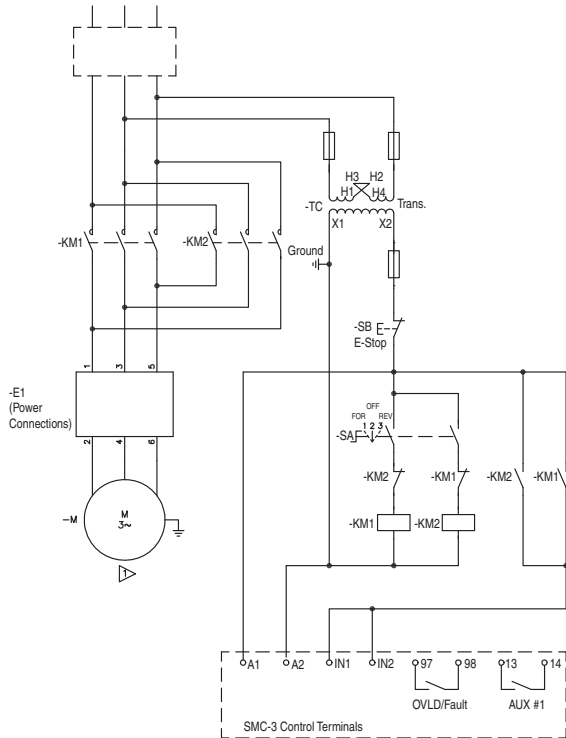 H3 H2
H1 H4
-TC
Trans.
X1 X2
-KM1
-KM2
Ground
-SB
E-Stop
1 3 5
-E1
(Power
Connections)
2 4 6
OFF
FOR 1 2 3 REV
-SA
-KM2 -KM1 -KM2 -KM1
-KM1 -KM2
-M
M
3~
1
A1 A2 IN1 IN2 97 98 13 14
OVLD/Fault AUX #1
SMC-3 Control Terminals